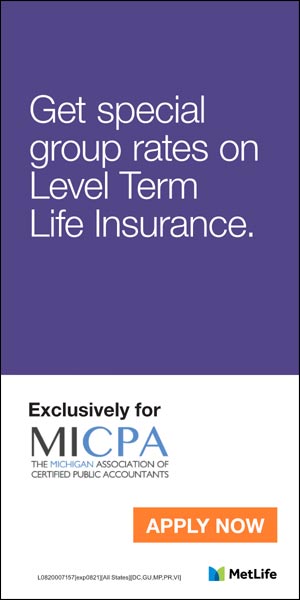 Get special
group rates on
Level Term
Life Insurance.
Exclusively for
MICPA
THE MICHIGAN ASSOCIATION OF
CERTIFIED PUBLIC ACCOUNTANTS
APPLY NOW
L0820007157[exp0821][All States][DC,GU,MP,PR,VI]
MetLife